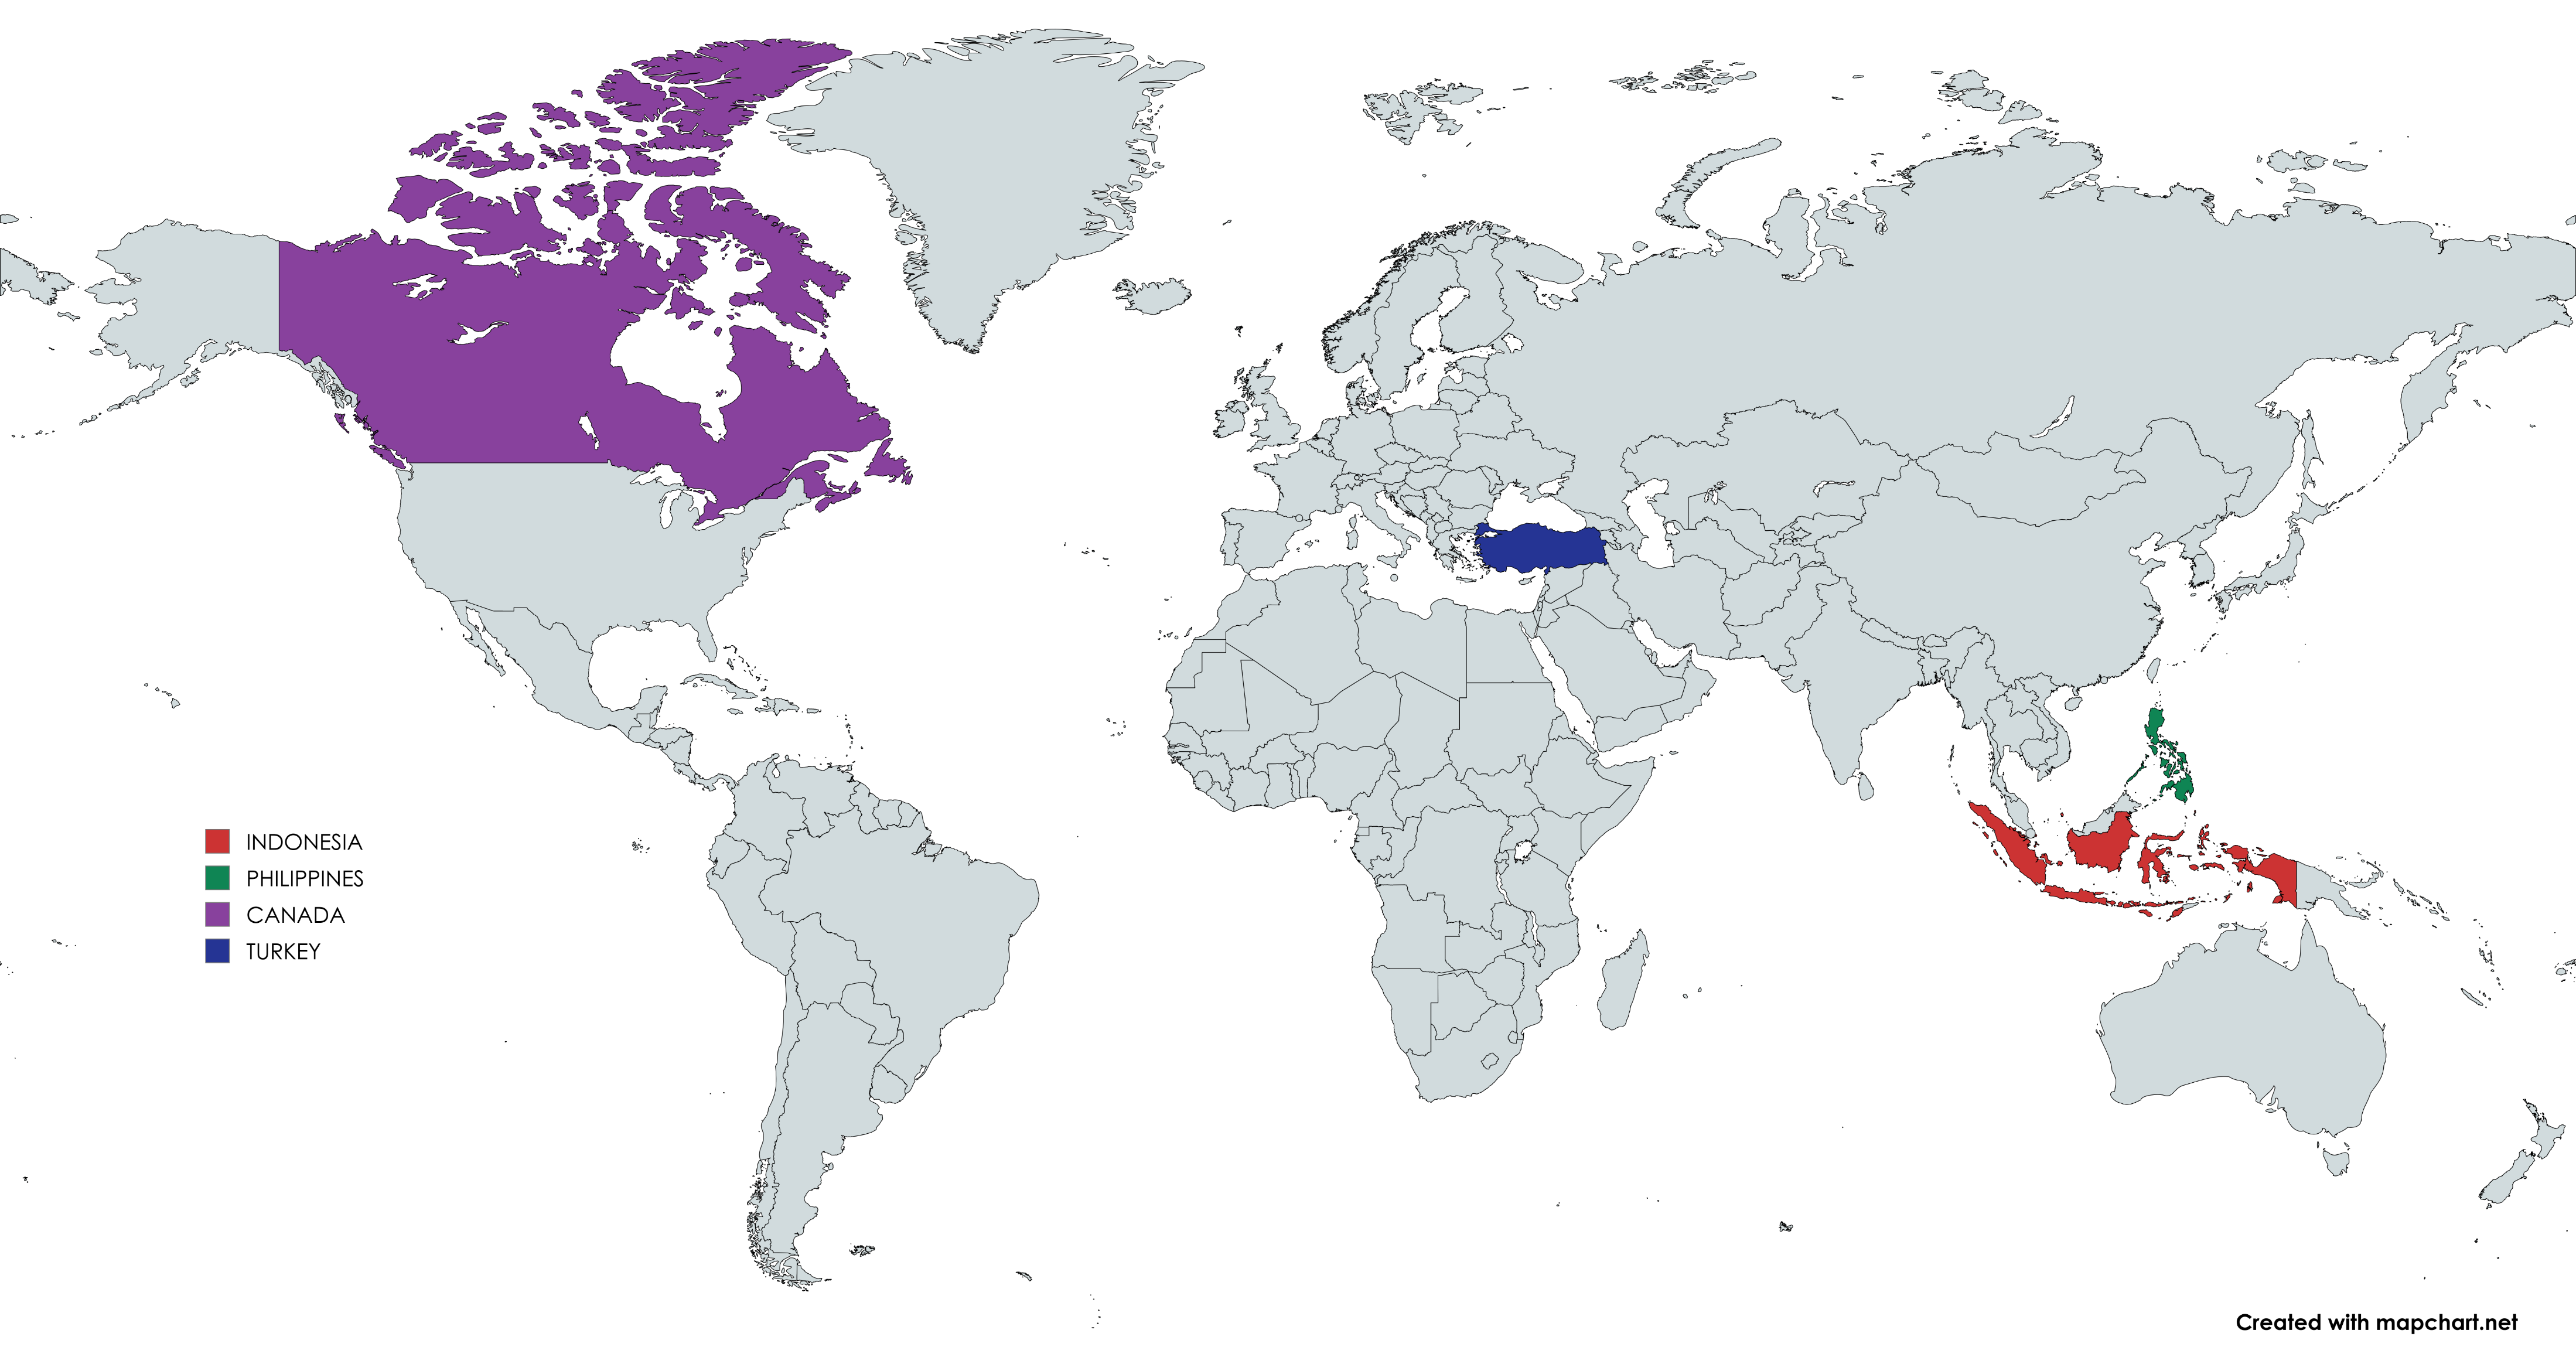 INDONESIA
PHILIPPINES
CANADA
TURKEY
Created with mapchart.net